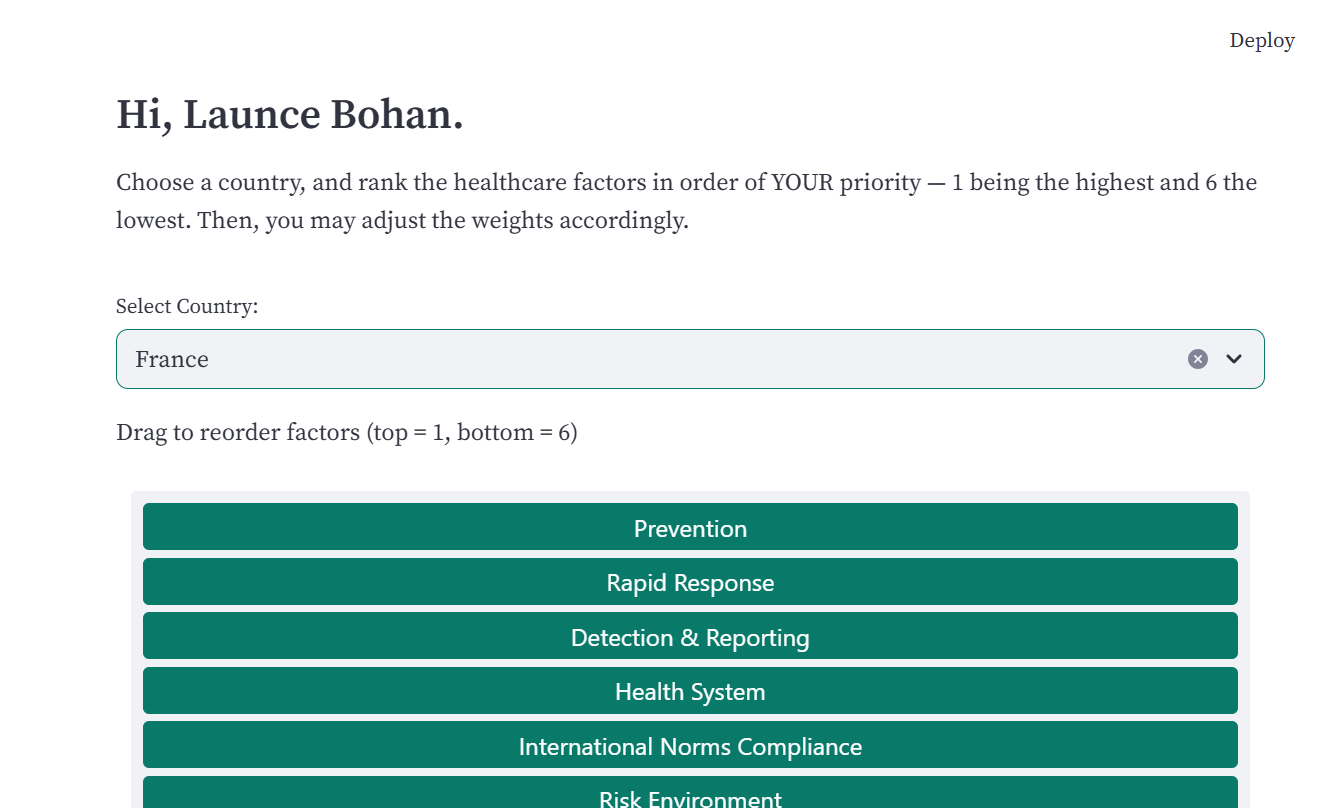 Deploy
Hi, Launce Bohan.
Choose a country, and rank the healthcare factors in order of YOUR priority — 1 being the highest and 6 the
lowest. Then, you may adjust the weights accordingly.
Select Country:
France
Drag to reorder factors (top = 1, bottom = 6)
Prevention
Rapid Response
Detection & Reporting
Health System
International Norms Compliance
Risk Environment